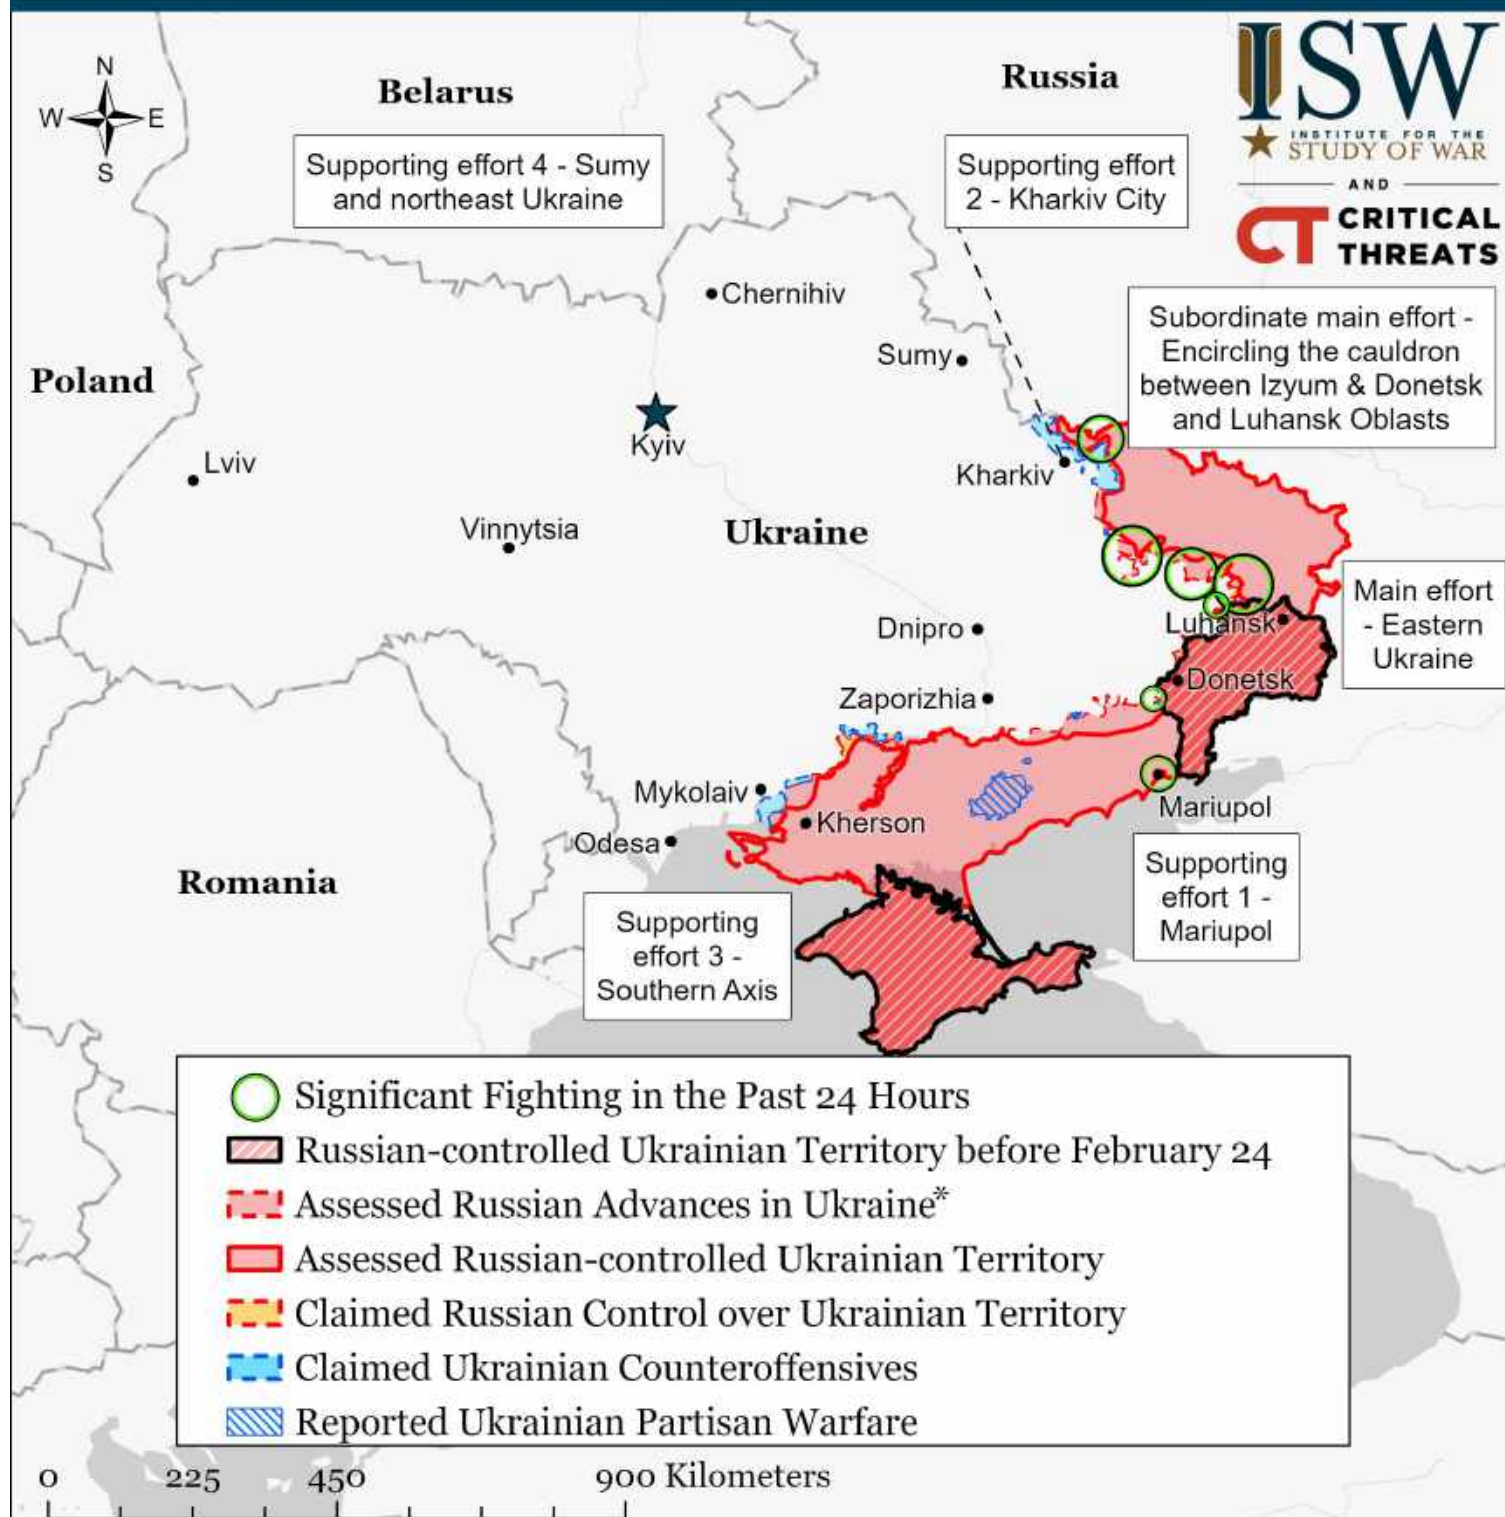 N
W E
S
Belarus
Russia
ISW
INSTITUTE FOR THE
STUDY OF WAR
AND
CT CRITICAL
THREATS
Supporting effort 4 - Sumy
and northeast Ukraine
Supporting effort
2 - Kharkiv City
Chernihiv
Sumy
Subordinate main effort -
Encircling the cauldron
between Izyum & Donetsk
and Luhansk Oblasts
Poland
Kyiv
Lviv
Kharkiv
Vinnytsia
Ukraine
Main effort
- Eastern
Ukraine
Dnipro
Luhansk
Donetsk
Zaporizhia
Mykolaiv
Mariupol
Kherson
Odesa
Romania
Supporting
effort 1 -
Mariupol
Supporting
effort 3 -
Southern Axis
Significant Fighting in the Past 24 Hours
Russian-controlled Ukrainian Territory before February 24
Assessed Russian Advances in Ukraine*
Assessed Russian-controlled Ukrainian Territory
Claimed Russian Control over Ukrainian Territory
Claimed Ukrainian Counteroffensives
Reported Ukrainian Partisan Warfare
0 225 450 900 Kilometers